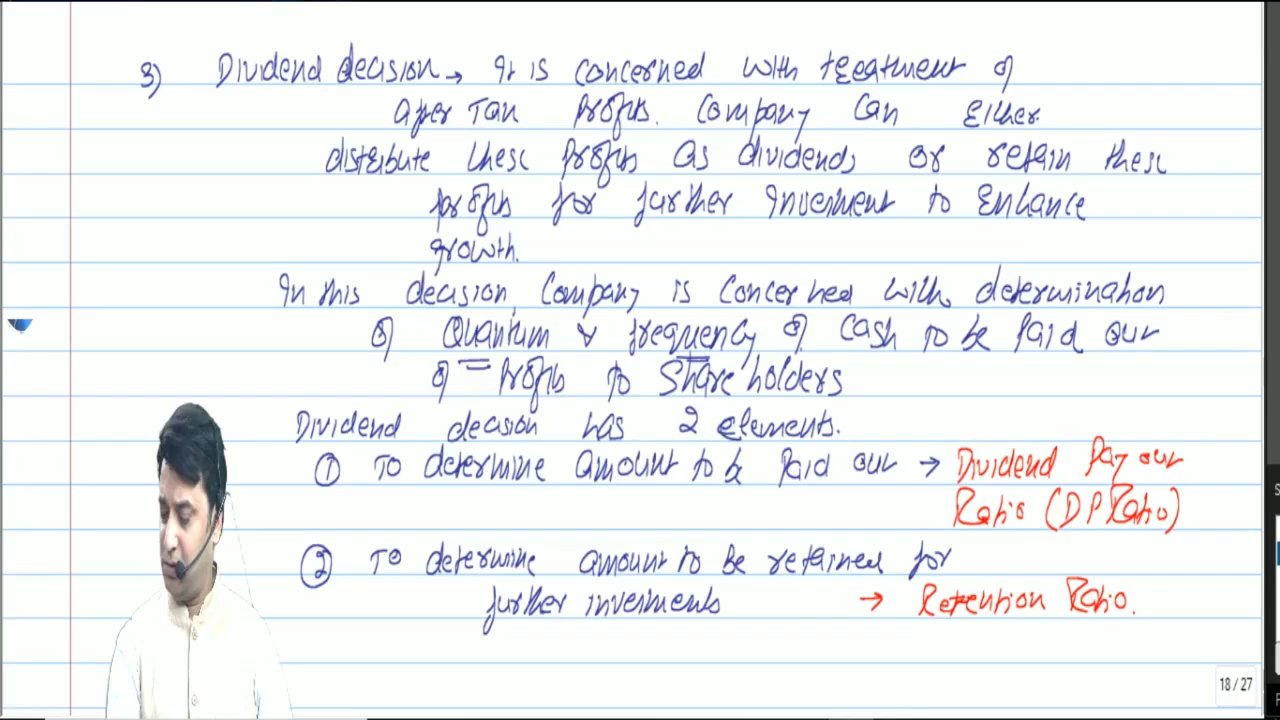 3) Dividend decision → It is concerned with treatment of
after Tax Profits. Company Can Either
distribute these Profits as dividends or retain these
profits for further Investment to Enhance
growth.
In this decision, Company is concerned with determination
of Quantum & frequency of cash to be Paid out
of Profits to Share holders
Dividend decision has 2 elements.
① To determine amount to be Paid out → Dividend Pay out
Ratio (DP Ratio)
② To determine amount to be retained for
further investments → Retention Ratio.
18 / 27